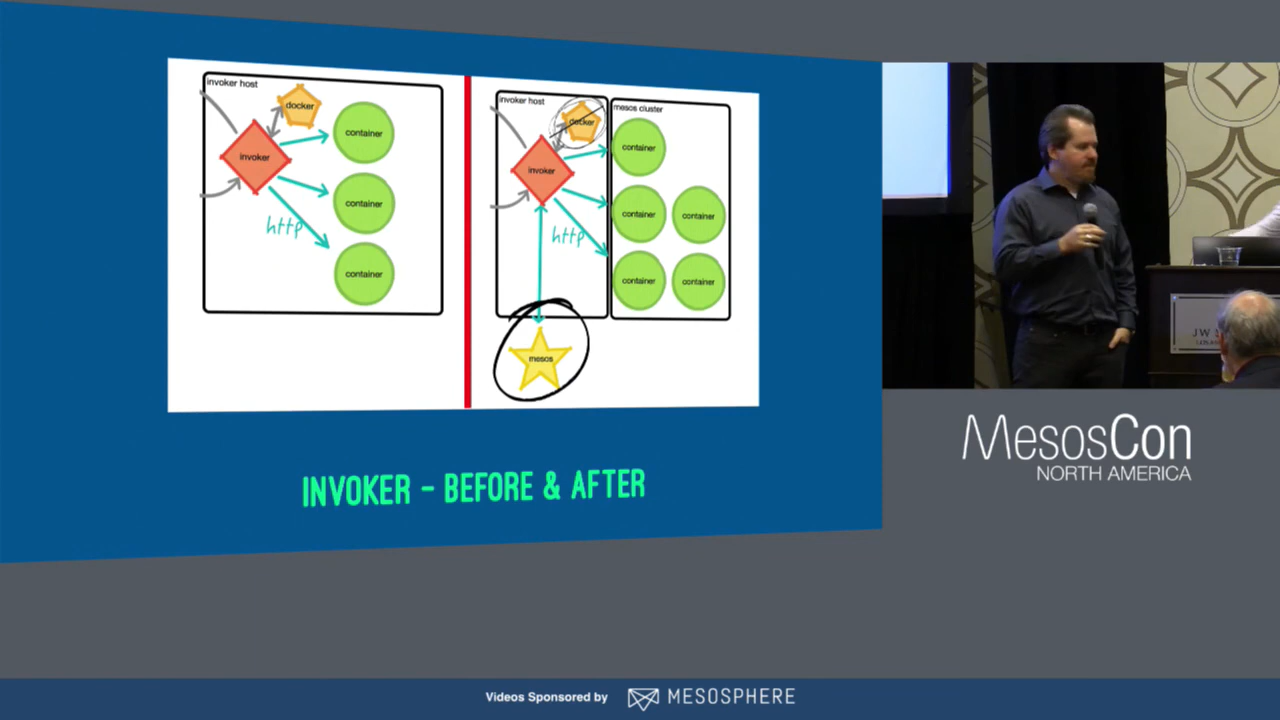 invoker host
docker
invoker
container
container
container
http
invoker host
docker
invoker
http
mesos
mesos cluster
container
container
container
container
container
INVOKER - BEFORE & AFTER
JW
MesosCon
NORTH AMERICA
Videos Sponsored by MESOSPHERE